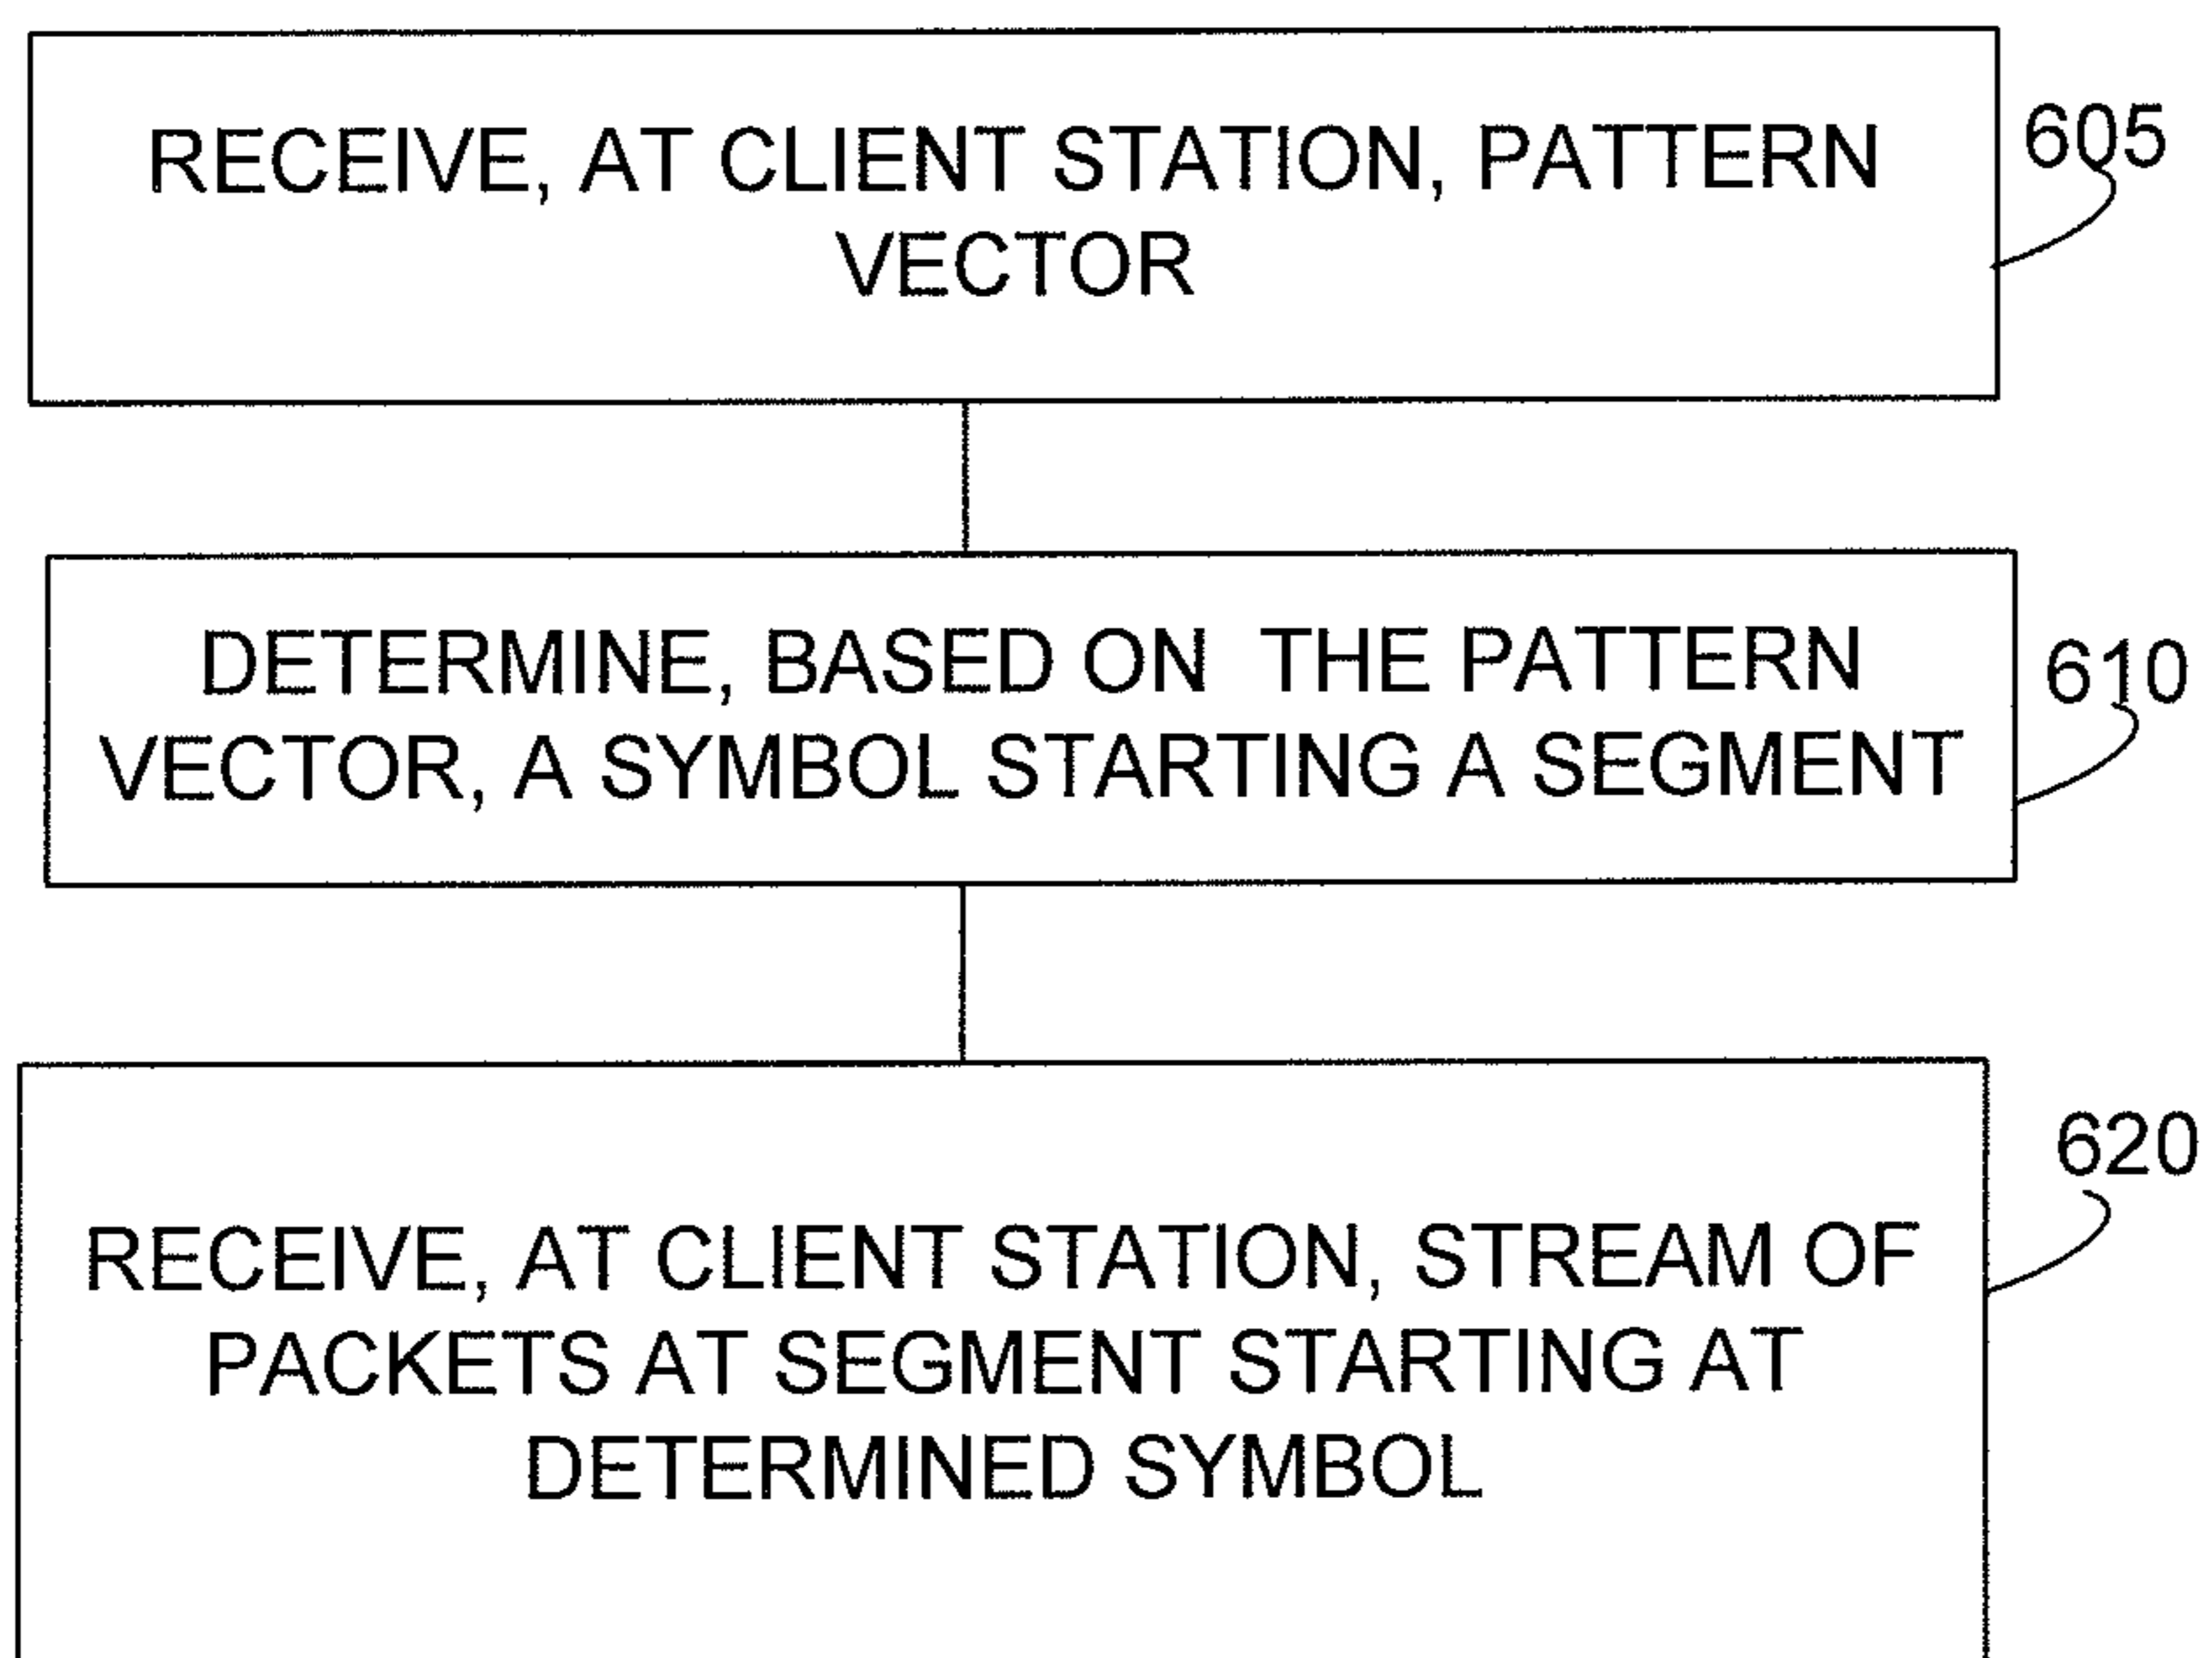 RECEIVE, AT CLIENT STATION, PATTERN
VECTOR
605
DETERMINE, BASED ON THE PATTERN
VECTOR, A SYMBOL STARTING A SEGMENT
610
RECEIVE, AT CLIENT STATION, STREAM OF
PACKETS AT SEGMENT STARTING AT
DETERMINED SYMBOL
620